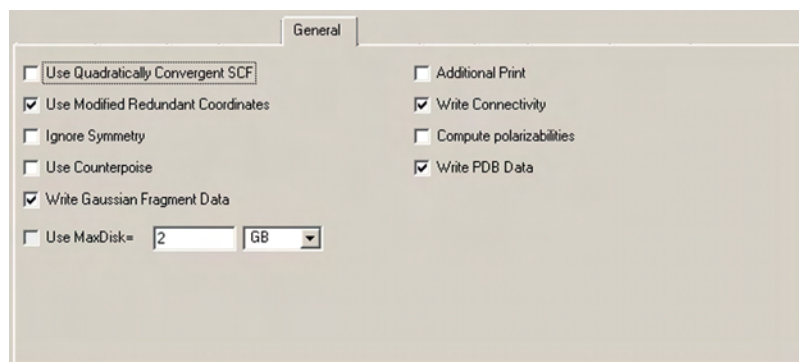 General
Use Quadratically Convergent SCF
Additional Print
Use Modified Redundant Coordinates
Write Connectivity
Ignore Symmetry
Compute polarizabilities
Use Counterpoise
Write PDB Data
Write Gaussian Fragment Data
Use MaxDisk= 2 GB